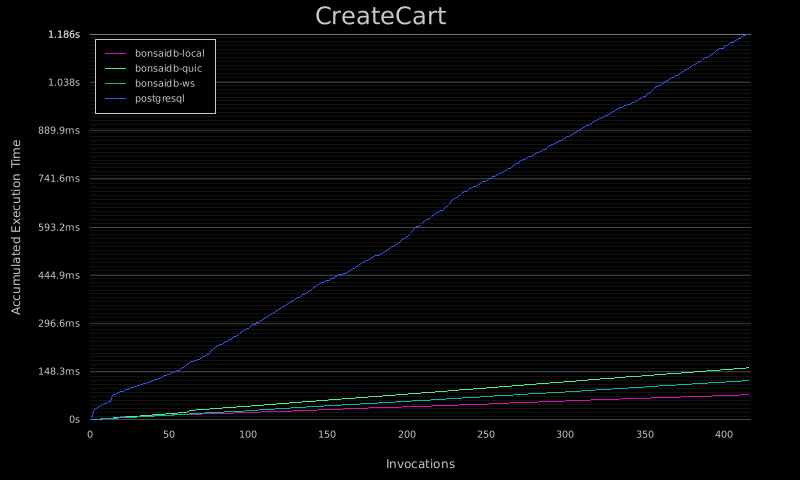 CreateCart
1.186s
bonsaidb-local
bonsaidb-quic
bonsaidb-ws
postgresql
1.038s
889.9ms
741.6ms
593.2ms
444.9ms
296.6ms
148.3ms
0s
Accumulated Execution Time
0 50 100 150 200 250 300 350 400
Invocations